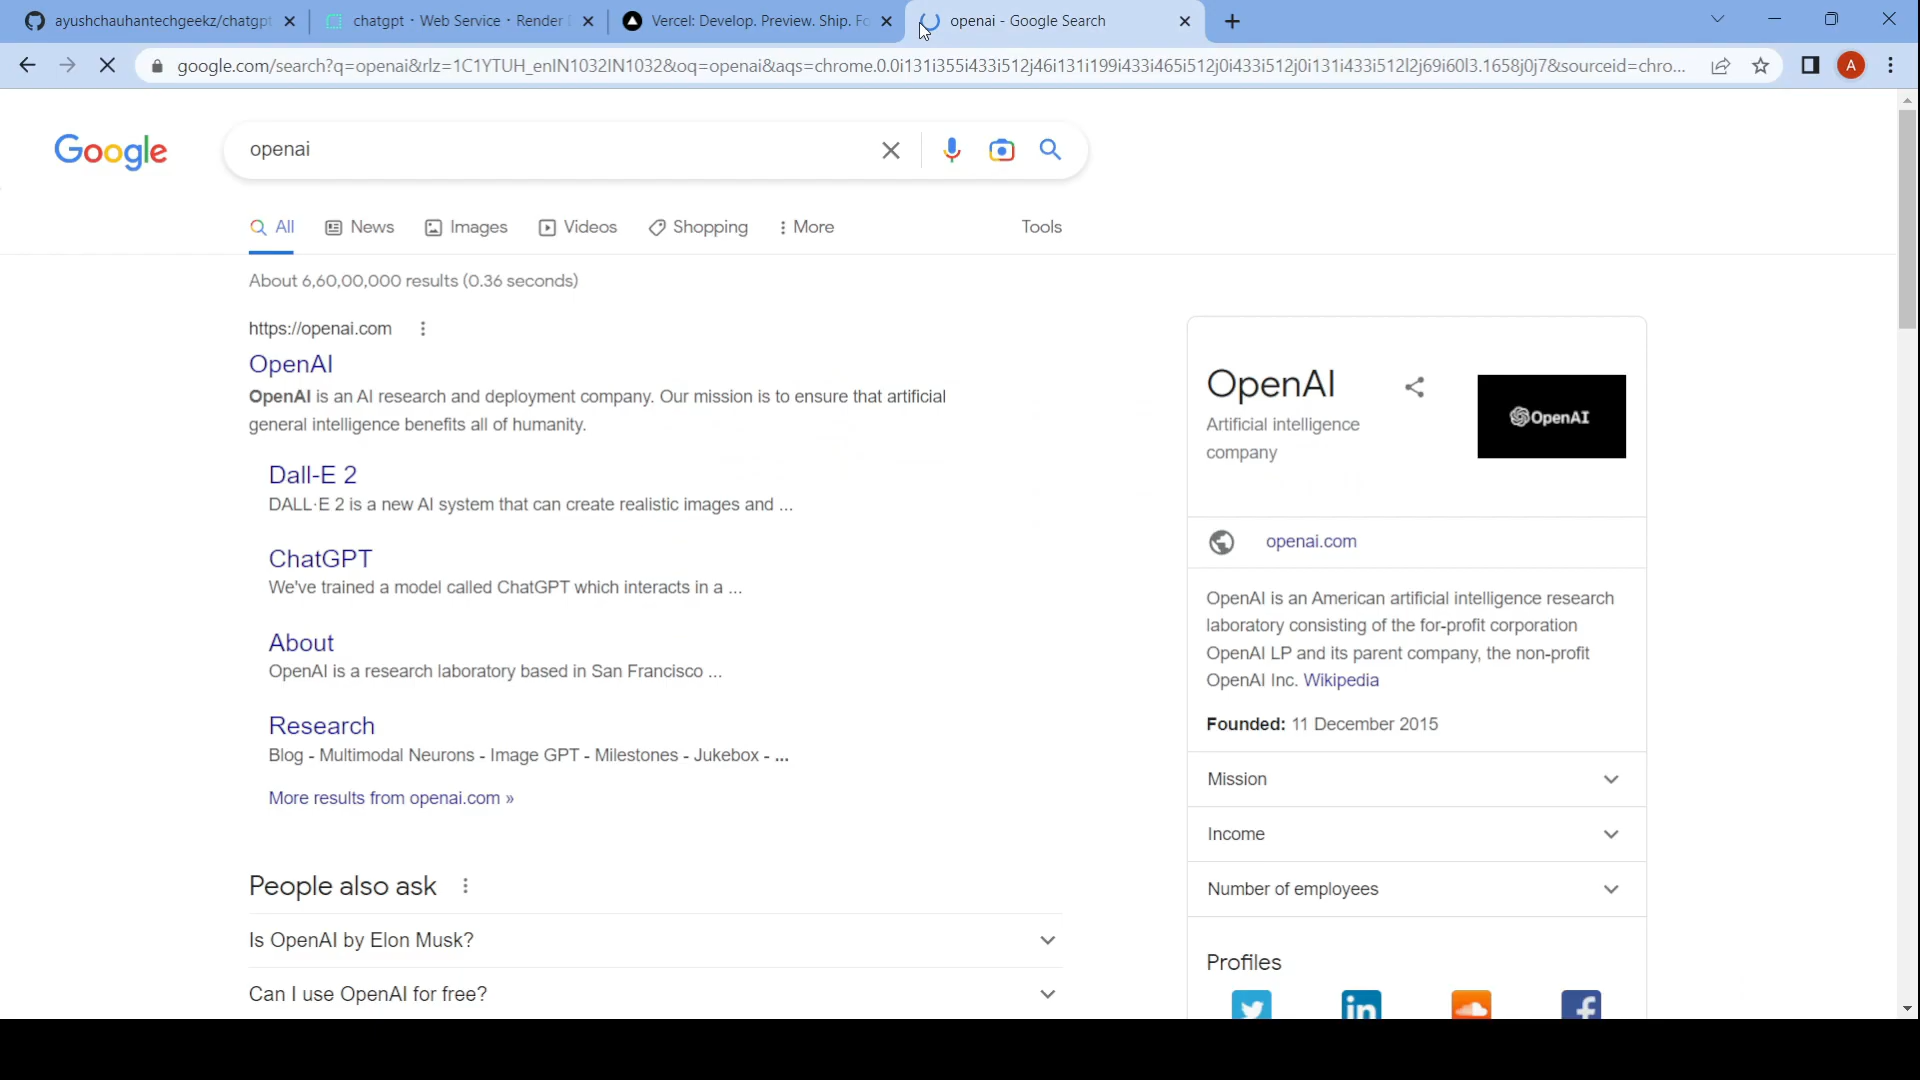 ayushchauhantechgeekz/chatgpt
chatgpt · Web Service · Render
Vercel: Develop. Preview. Ship. Fo
openai - Google Search
google.com/search?q=openai&rlz=1C1YTUH_enIN1032IN1032&oq=openai&aqs=chrome.0.0i131i355i433i512j46i131i199i433i465i512j0i433i512j0i131i433i512l2j69i60l3.1658j0j7&sourceid=chro...
A
Google
openai
All
News
Images
Videos
Shopping
More
Tools
About 6,60,00,000 results (0.36 seconds)
https://openai.com
OpenAI
OpenAI is an AI research and deployment company. Our mission is to ensure that artificial
general intelligence benefits all of humanity.
Dall-E 2
DALL·E 2 is a new AI system that can create realistic images and ...
ChatGPT
We've trained a model called ChatGPT which interacts in a ...
About
OpenAI is a research laboratory based in San Francisco ...
Research
Blog - Multimodal Neurons - Image GPT - Milestones - Jukebox - ...
More results from openai.com »
People also ask
Is OpenAI by Elon Musk?
Can I use OpenAI for free?
OpenAI
Artificial intelligence
company
OpenAI
openai.com
OpenAI is an American artificial intelligence research
laboratory consisting of the for-profit corporation
OpenAI LP and its parent company, the non-profit
OpenAI Inc. Wikipedia
Founded: 11 December 2015
Mission
Income
Number of employees
Profiles
in
f